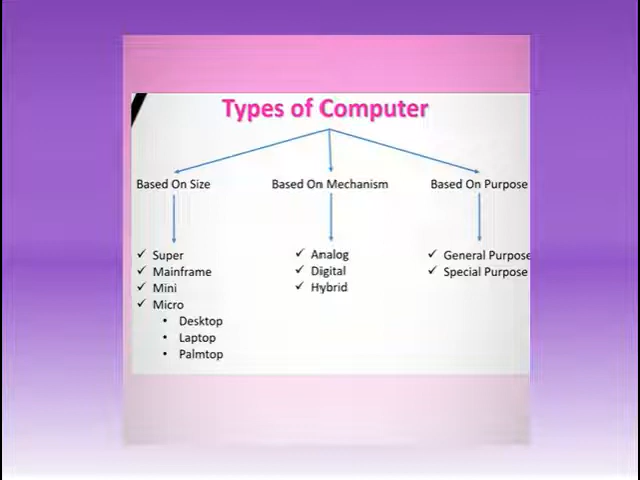 Types of Computer
Based On Size
Based On Mechanism
Based On Purpose
Super
Mainframe
Mini
Micro
Desktop
Laptop
Palmtop
Analog
Digital
Hybrid
General Purpose
Special Purpose